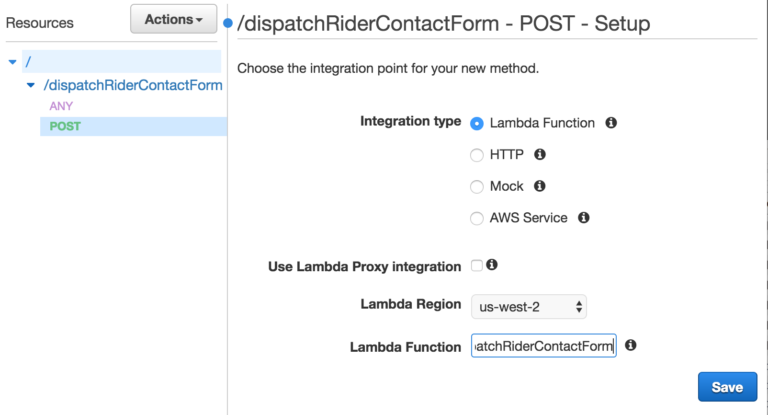 Resources
Actions
/
/dispatchRiderContactForm
ANY
POST
/dispatchRiderContactForm - POST - Setup
Choose the integration point for your new method.
Integration type
Lambda Function
HTTP
Mock
AWS Service
Use Lambda Proxy integration
Lambda Region us-west-2
Lambda Function patchRiderContactForm
Save